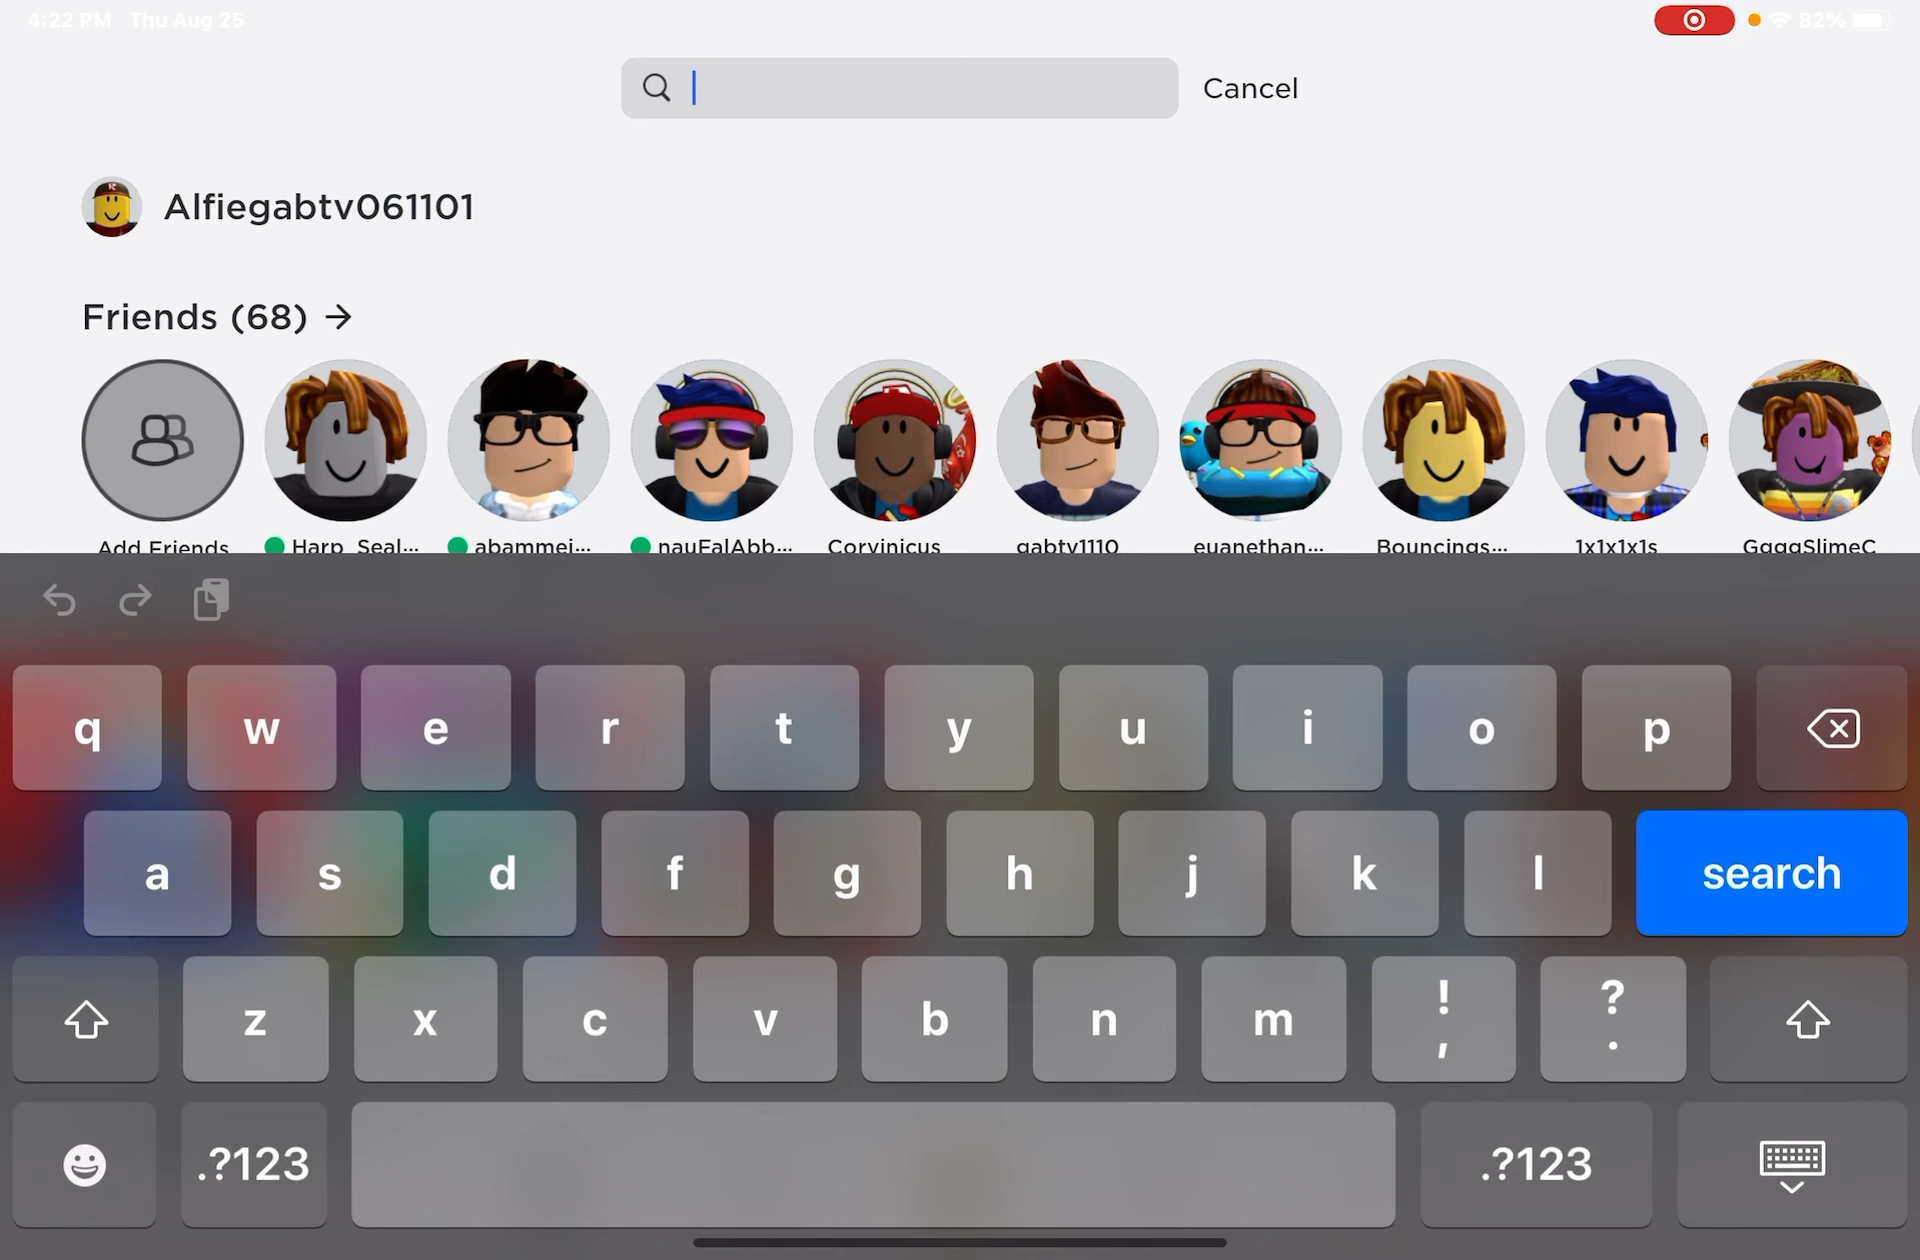 4:22 PM Thu Aug 25
82%
Cancel
Alfiegabtv061101
Friends (68) →
Add Friends Harp_Seal... abammei... nauFalAbb... Corvinicus gabtv1110 euanethan... Bouncings... 1x1x1x1s GgggSlimeC
q w e r t y u i o p
a s d f g h j k l search
z x c v b n m ! , ? .
.?123 .?123